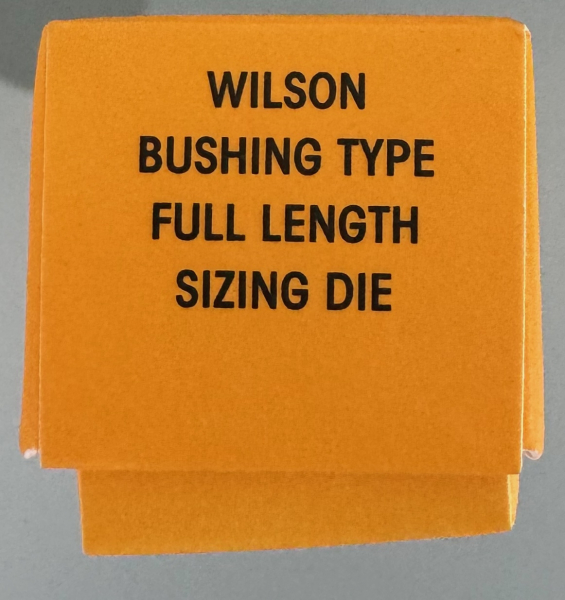 WILSON
BUSHING TYPE
FULL LENGTH
SIZING DIE